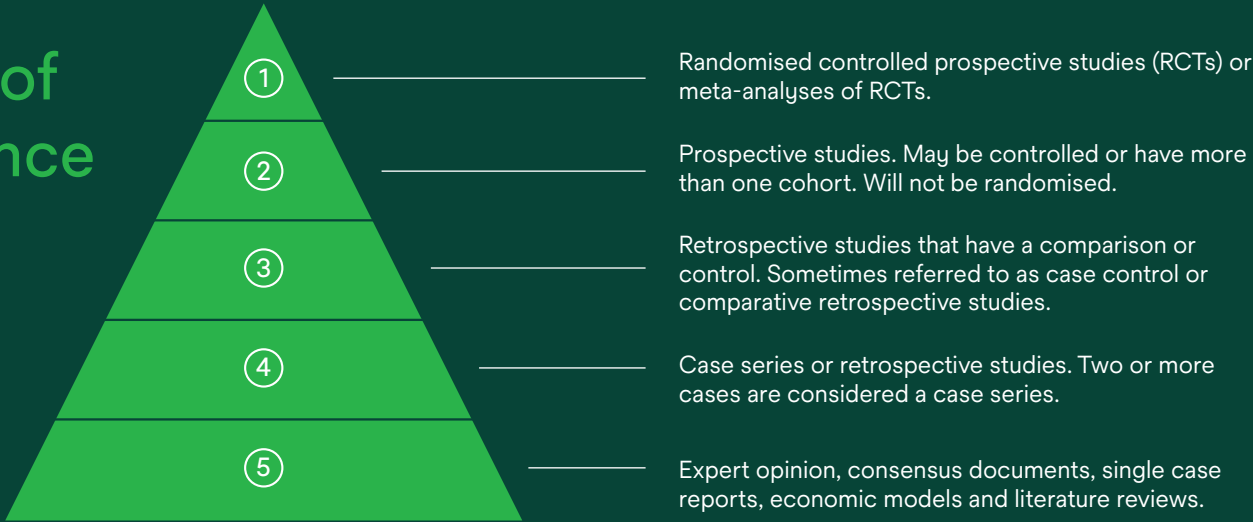 of
nce
1
Randomised controlled prospective studies (RCTs) or
meta-analyses of RCTs.
2
Prospective studies. May be controlled or have more
than one cohort. Will not be randomised.
3
Retrospective studies that have a comparison or
control. Sometimes referred to as case control or
comparative retrospective studies.
4
Case series or retrospective studies. Two or more
cases are considered a case series.
5
Expert opinion, consensus documents, single case
reports, economic models and literature reviews.